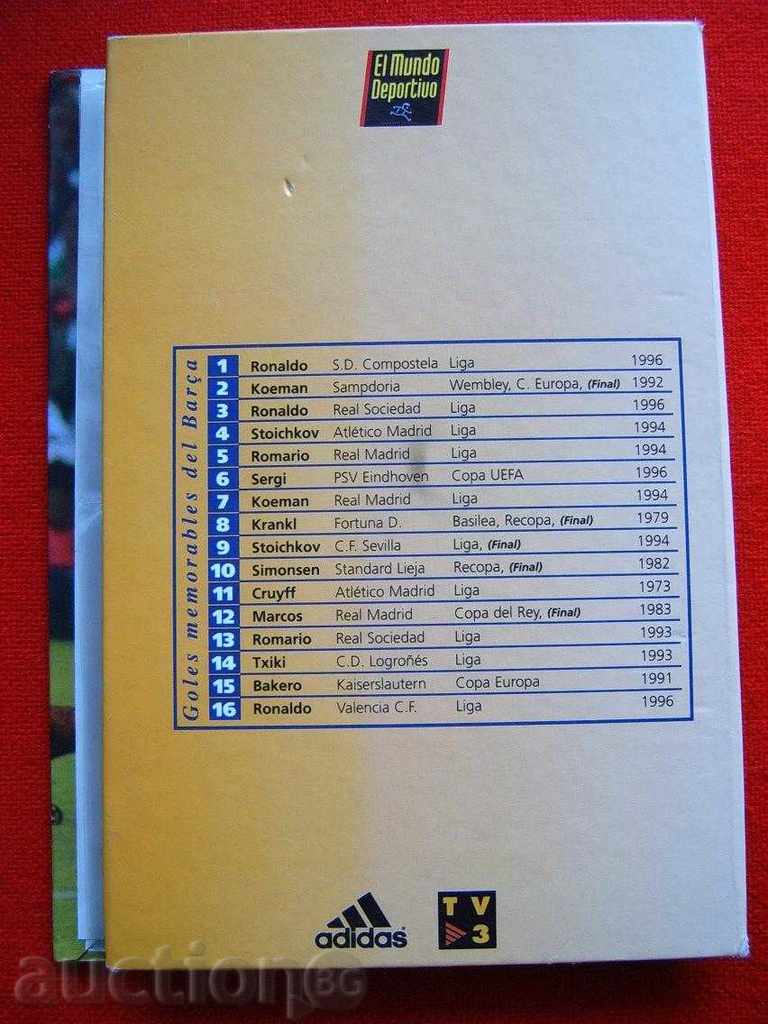 El Mundo
Deportivo
Goles memorables del Barça
1 Ronaldo S.D. Compostela Liga 1996
2 Koeman Sampdoria Wembley, C. Europa, (Final) 1992
3 Ronaldo Real Sociedad Liga 1996
4 Stoichkov Atlético Madrid Liga 1994
5 Romario Real Madrid Liga 1994
6 Sergi PSV Eindhoven Copa UEFA 1996
7 Koeman Real Madrid Liga 1994
8 Krankl Fortuna D. Basilea, Recopa, (Final) 1979
9 Stoichkov C.F. Sevilla Liga, (Final) 1994
10 Simonsen Standard Lieja Recopa, (Final) 1982
11 Cruyff Atlético Madrid Liga 1973
12 Marcos Real Madrid Copa del Rey, (Final) 1983
13 Romario Real Sociedad Liga 1993
14 Txiki C.D. Logroñés Liga 1993
15 Bakero Kaiserslautern Copa Europa 1991
16 Ronaldo Valencia C.F. Liga 1996
adidas
TV
3
AuctionBG